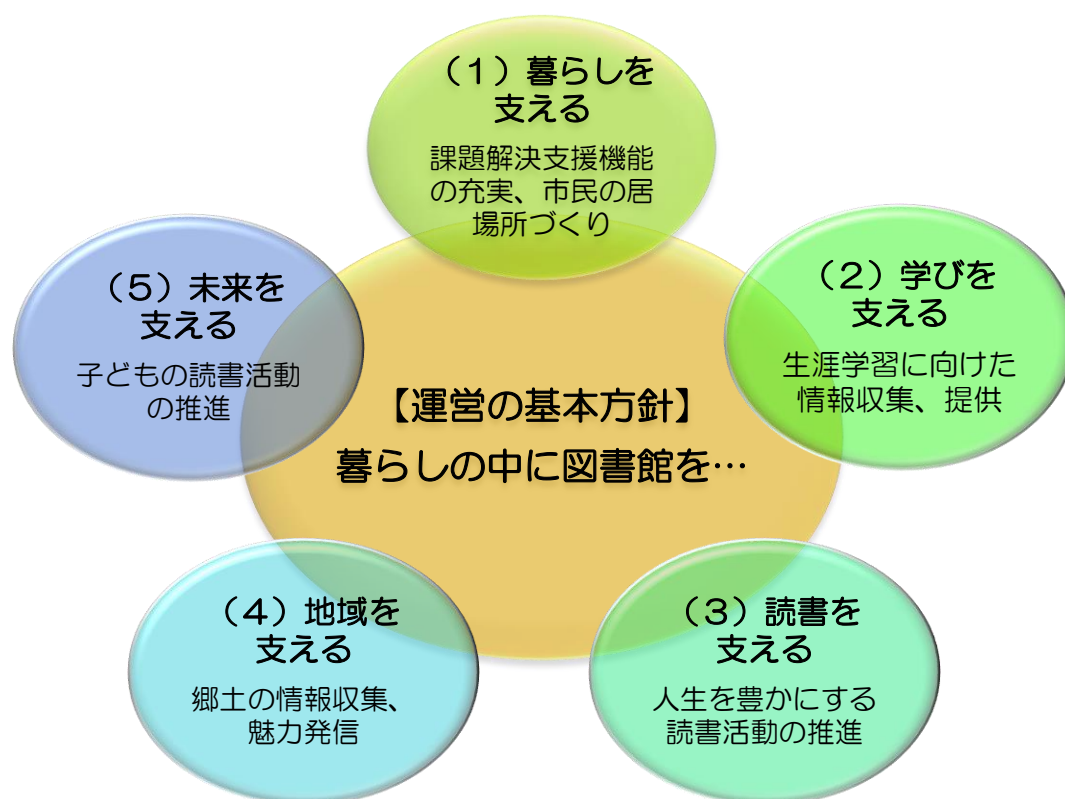 （1）暮らしを
支える
課題解決支援機能
の充実、市民の居
場所づくり
（2）学びを
支える
生涯学習に向けた
情報収集、提供
（3）読書を
支える
人生を豊かにする
読書活動の推進
（4）地域を
支える
郷土の情報収集、
魅力発信
（5）未来を
支える
子どもの読書活動
の推進
【運営の基本方針】
暮らしの中に図書館を…